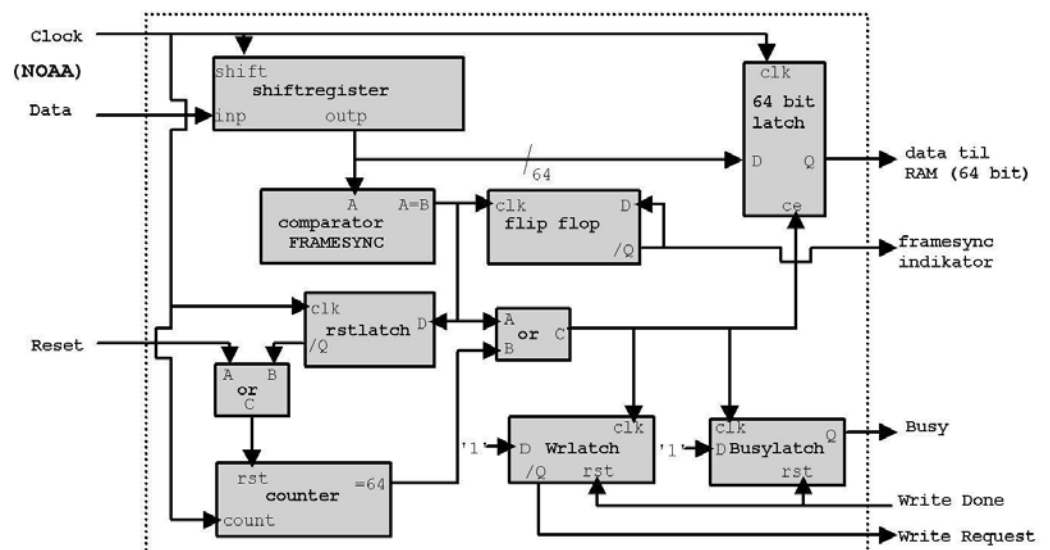 Clock
(NOAA)
Data
shift
shiftregister
inp outp
clk
64 bit
latch
D Q
ce
64
data til
RAM (64 bit)
A A=B
comparator
FRAMESYNC
clk D
flip flop
/Q
framesync
indikator
clk
rstlatch D
/Q
A
or C
B
Reset
A B
or
C
rst
counter =64
count
clk
'1' D Wrlatch
/Q rst
clk Q
'1' D Busylatch
rst
Busy
Write Done
Write Request